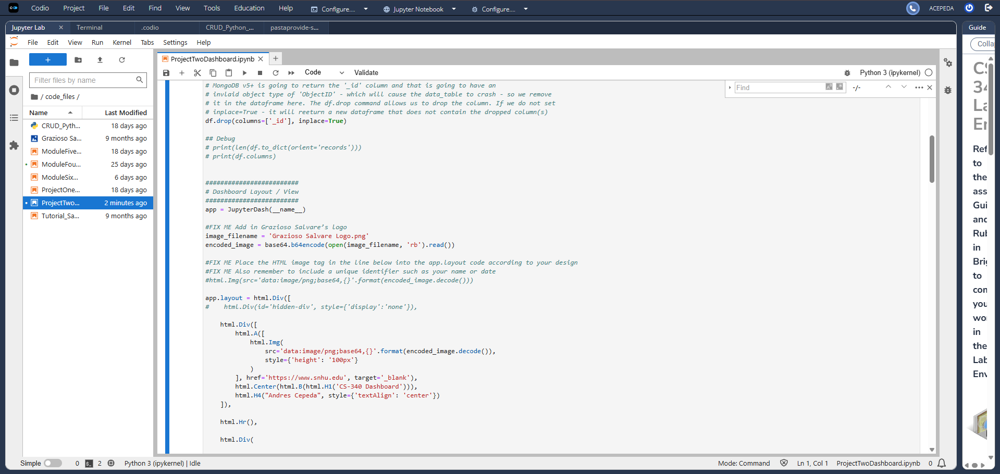 Codio Project File Edit Find View Tools Education Help Configure.... Jupyter Notebook Configure.... ACEPEDA
Jupyter Lab Terminal .codio CRUD_Python_... pastaprovide-s... Guide
File Edit View Run Kernel Tabs Settings Help
Colla
ProjectTwoDashboard.ipynb
Code Validate Python 3 (ipykernel)
Filter files by name
/ code_files /
Name Last Modified
CRUD_Pyth... 18 days ago
Grazioso Sa... 9 months ago
ModuleFive... 18 days ago
ModuleFou... 25 days ago
ModuleSix... 6 days ago
ProjectOne... 18 days ago
ProjectTwo... 2 minutes ago
Tutorial_Sa... 9 months ago
Find -/-
# MongoDB v5+ is going to return the '_id' column and that is going to have an
# invlaid object type of 'ObjectID' - which will cause the data_table to crash - so we remove
# it in the dataframe here. The df.drop command allows us to drop the column. If we do not set
# inplace=True - it will reeturn a new dataframe that does not contain the dropped column(s)
df.drop(columns=['_id'], inplace=True)
## Debug
# print(len(df.to_dict(orient='records')))
# print(df.columns)
#########################
# Dashboard Layout / View
#########################
app = JupyterDash(__name__)
#FIX ME Add in Grazioso Salvare’s logo
image_filename = 'Grazioso Salvare Logo.png'
encoded_image = base64.b64encode(open(image_filename, 'rb').read())
#FIX ME Place the HTML image tag in the line below into the app.layout code according to your design
#FIX ME Also remember to include a unique identifier such as your name or date
#html.Img(src='data:image/png;base64,{}'.format(encoded_image.decode()))
app.layout = html.Div([
#    html.Div(id='hidden-div', style={'display':'none'}),
    html.Div([
        html.A([
            html.Img(
                src='data:image/png;base64,{}'.format(encoded_image.decode()),
                style={'height': '100px'}
            )
        ], href='https://www.snhu.edu', target='_blank'),
        html.Center(html.B(html.H1('CS-340 Dashboard'))),
        html.H4("Andres Cepeda", style={'textAlign': 'center'})
    ]),
    html.Hr(),
    html.Div(
CS
34
La
En
Ref
to
the
ass
Gui
and
Rub
in
Brig
to
com
you
wor
in
the
Lab
Env
Simple 0 2 Python 3 (ipykernel) | Idle Mode: Command Ln 1, Col 1 ProjectTwoDashboard.ipynb 0